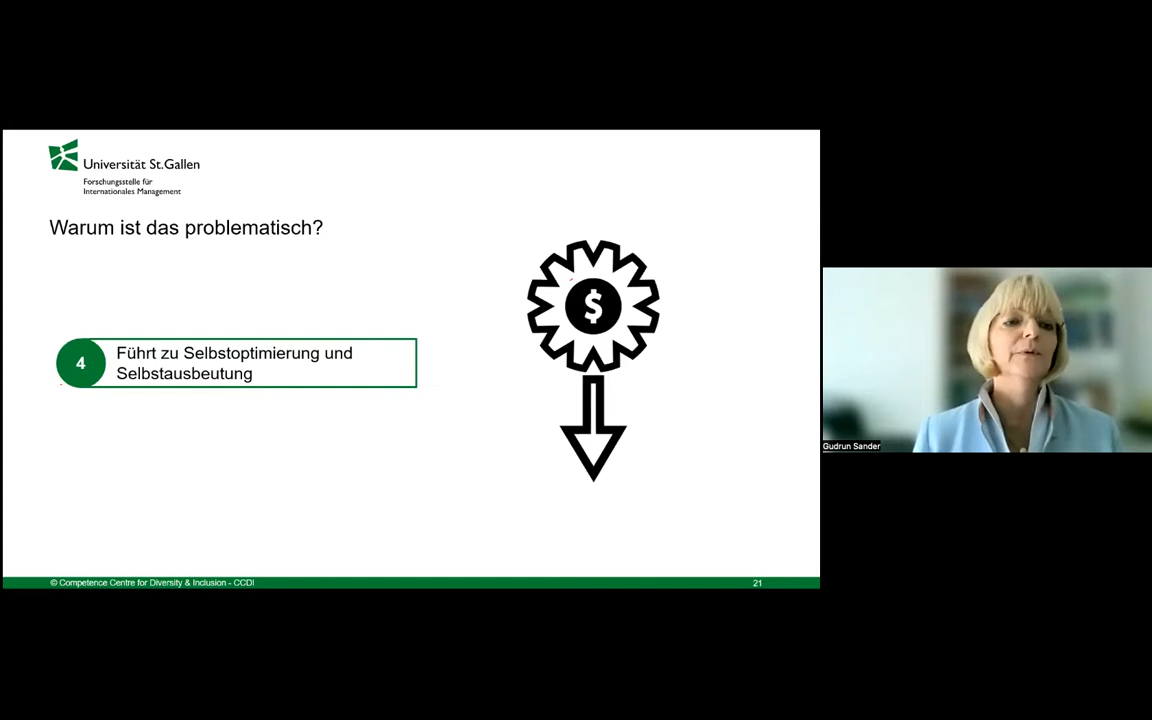 Universität St.Gallen
Forschungsstelle für
Internationales Management
Warum ist das problematisch?
$
4
Führt zu Selbstoptimierung und
Selbstausbeutung
Gudrun Sander
© Competence Centre for Diversity & Inclusion - CCDI
21